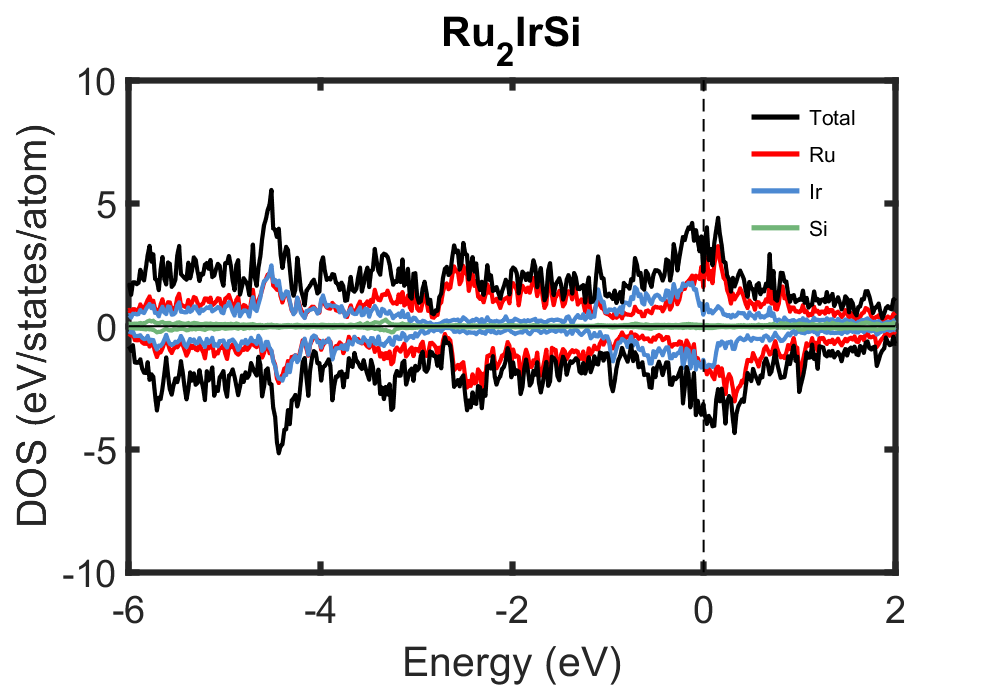 Ru2IrSi
10
5
0
-5
-10
-6
-4
-2
0
2
DOS (eV/states/atom)
Energy (eV)
Total
Ru
Ir
Si